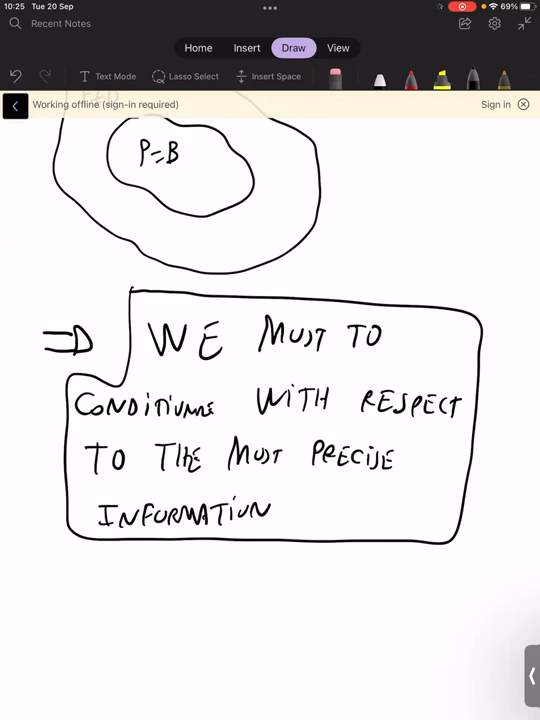 10:25 Tue 20 Sep
69%
Recent Notes
Home Insert Draw View
Text Mode Lasso Select Insert Space
Working offline (sign-in required) Sign in
P=B
=> WE MUST TO
WITH RESPECT
TO THE MOST PRECISE
INFORMATION